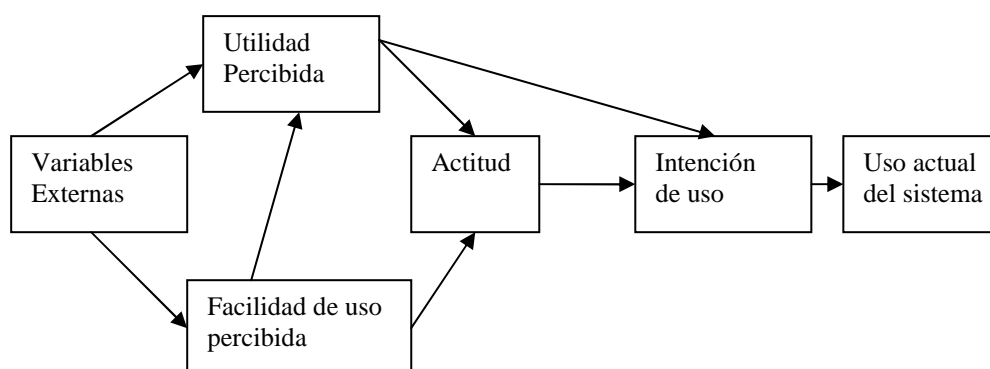 Utilidad
Percibida
Variables
Externas
Actitud
Intención
de uso
Uso actual
del sistema
Facilidad de uso
percibida